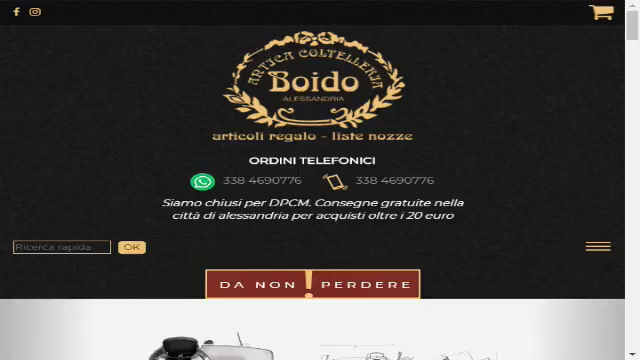 ARTICA COLTELLERIA
Boido
ALESSANDRIA
articoli regalo - liste nozze
ORDINI TELEFONICI
338 4690776 338 4690776
Siamo chiusi per DPCM. Consegne gratuite nella
città di alessandria per acquisti oltre i 20 euro
Ricerca rapida OK
DA NON ! PERDERE